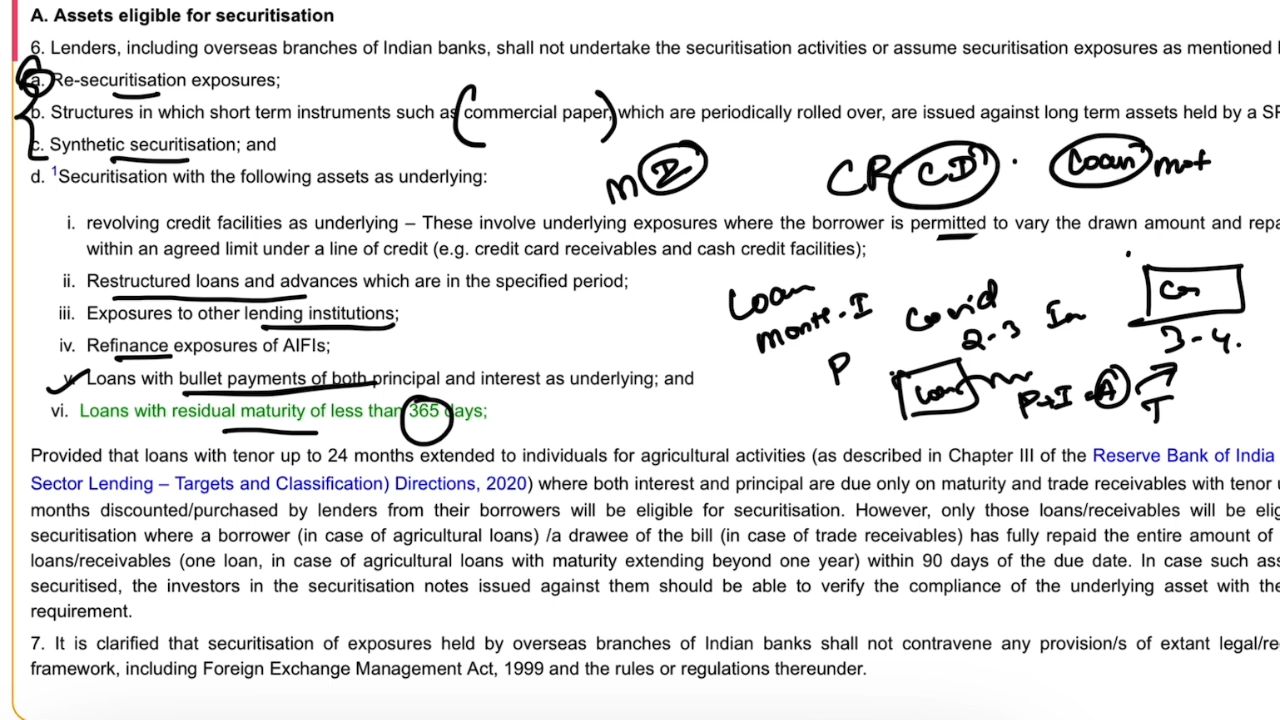 A. Assets eligible for securitisation
6. Lenders, including overseas branches of Indian banks, shall not undertake the securitisation activities or assume securitisation exposures as mentioned
a. Re-securitisation exposures;
b. Structures in which short term instruments such as commercial paper, which are periodically rolled over, are issued against long term assets held by a SP
c. Synthetic securitisation; and
d. 1Securitisation with the following assets as underlying:
m
CR CD . Loan mat
i. revolving credit facilities as underlying – These involve underlying exposures where the borrower is permitted to vary the drawn amount and repa
within an agreed limit under a line of credit (e.g. credit card receivables and cash credit facilities);
ii. Restructured loans and advances which are in the specified period;
Loan Covid
iii. Exposures to other lending institutions;
2-3
3-4.
iv. Refinance exposures of AIFIs;
P
v. Loans with bullet payments of both principal and interest as underlying; and
Loan P+I A T
vi. Loans with residual maturity of less than 365 days;
Provided that loans with tenor up to 24 months extended to individuals for agricultural activities (as described in Chapter III of the Reserve Bank of India
Sector Lending – Targets and Classification) Directions, 2020) where both interest and principal are due only on maturity and trade receivables with tenor
months discounted/purchased by lenders from their borrowers will be eligible for securitisation. However, only those loans/receivables will be elig
securitisation where a borrower (in case of agricultural loans) /a drawee of the bill (in case of trade receivables) has fully repaid the entire amount of
loans/receivables (one loan, in case of agricultural loans with maturity extending beyond one year) within 90 days of the due date. In case such ass
securitised, the investors in the securitisation notes issued against them should be able to verify the compliance of the underlying asset with the
requirement.
7. It is clarified that securitisation of exposures held by overseas branches of Indian banks shall not contravene any provision/s of extant legal/re
framework, including Foreign Exchange Management Act, 1999 and the rules or regulations thereunder.